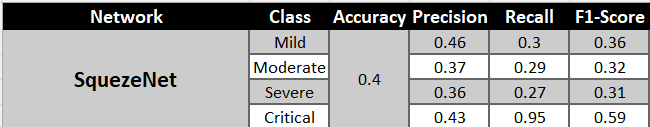 Network Class Accuracy Precision Recall F1-Score
SquezeNet 0.4
Mild 0.46 0.3 0.36
Moderate 0.37 0.29 0.32
Severe 0.36 0.27 0.31
Critical 0.43 0.95 0.59